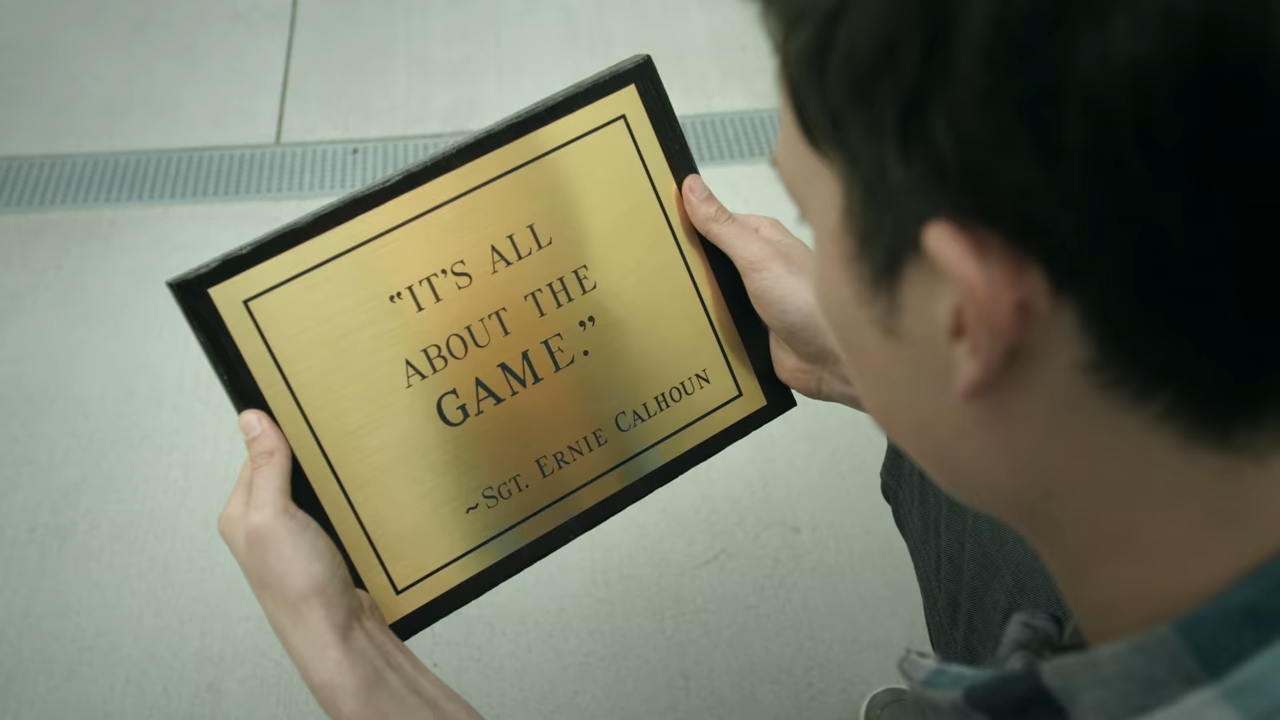 “IT’S ALL
ABOUT THE
GAME.”
~SGT. ERNIE CALHOUN